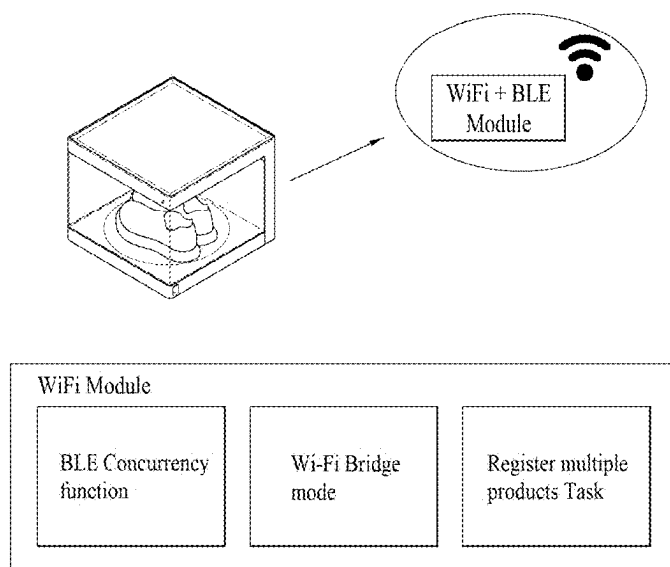 WiFi + BLE
Module
WiFi Module
BLE Concurrency
function
Wi-Fi Bridge
mode
Register multiple
products Task